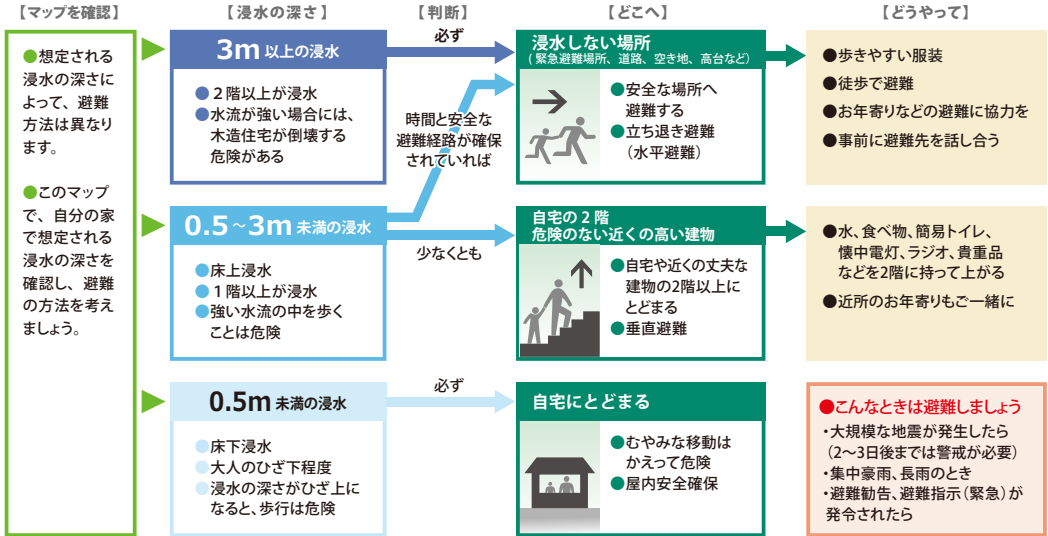 【マップを確認】
【浸水の深さ】
【判断】
【どこへ】
【どうやって】
●想定される
浸水の深さに
よって、避難
方法は異なり
ます。
●このマップ
で、自分の家
で想定される
浸水の深さを
確認し、避難
の方法を考え
ましょう。
3m 以上の浸水
●2階以上が浸水
●水流が強い場合には、
木造住宅が倒壊する
危険がある
必ず
浸水しない場所
(緊急避難場所、道路、空き地、高台など)
●安全な場所へ
避難する
●立ち退き避難
（水平避難）
●歩きやすい服装
●徒歩で避難
●お年寄りなどの避難に協力を
●事前に避難先を話し合う
時間と安全な
避難経路が確保
されていれば
0.5～3m 未満の浸水
●床上浸水
●1階以上が浸水
●強い水流の中を歩く
ことは危険
少なくとも
自宅の2階
危険のない近くの高い建物
●自宅や近くの丈夫な
建物の2階以上に
とどまる
●垂直避難
●水、食べ物、簡易トイレ、
懐中電灯、ラジオ、貴重品
などを2階に持って上がる
●近所のお年寄りもご一緒に
0.5m 未満の浸水
●床下浸水
●大人のひざ下程度
●浸水の深さがひざ上に
なると、歩行は危険
必ず
自宅にとどまる
●むやみな移動は
かえって危険
●屋内安全確保
●こんなときは避難しましょう
・大規模な地震が発生したら
（2～3日後までは警戒が必要）
・集中豪雨、長雨のとき
・避難勧告、避難指示（緊急）が
発令されたら